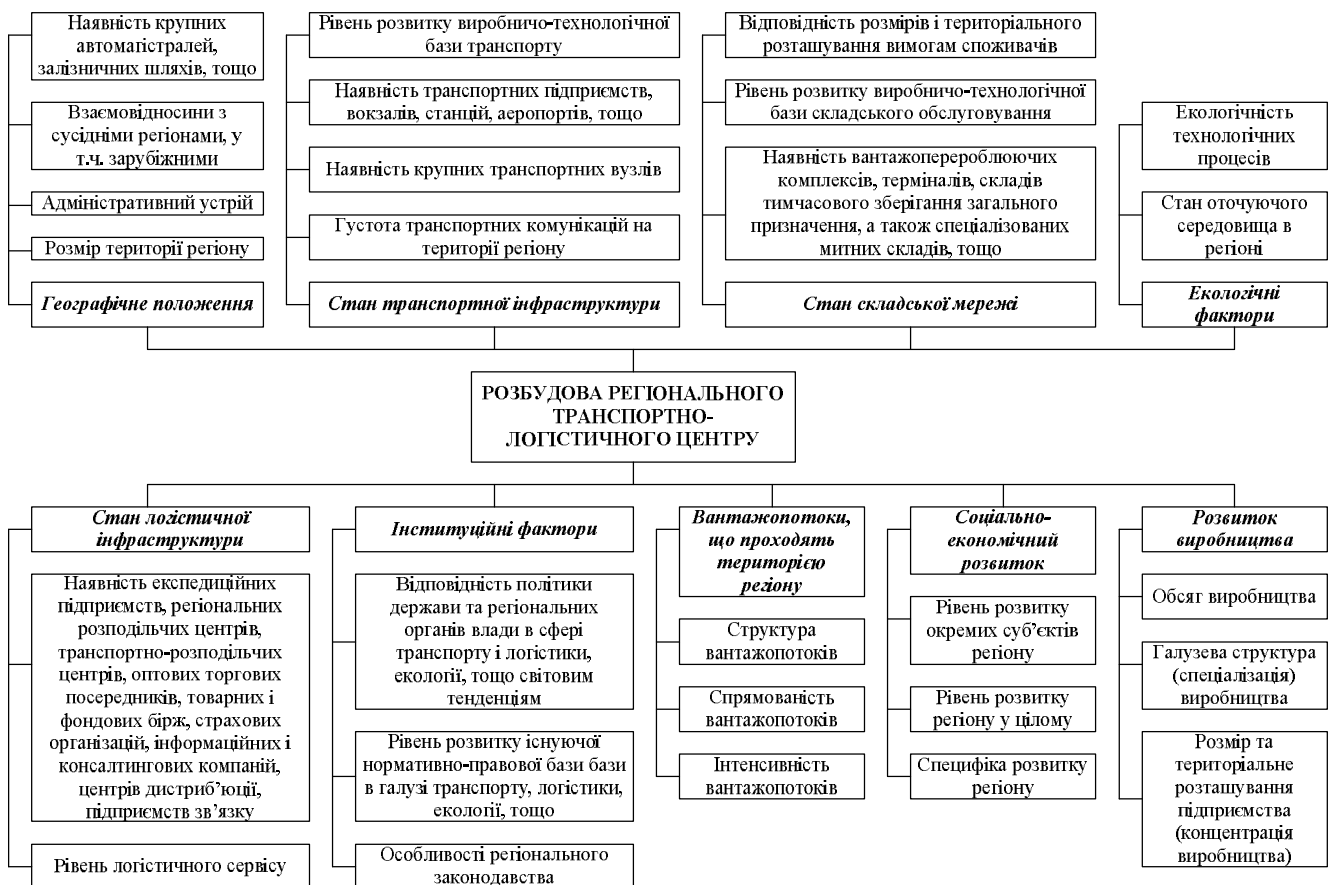 Наявність крупних
автомагістралей,
залізничних шляхів, тощо
Взаємовідносини з
сусідніми регіонами, у
т.ч. зарубіжними
Адміністративний устрій
Розмір території регіону
Географічне положення
Рівень розвитку виробничо-технологічної
бази транспорту
Наявність транспортних підприємств,
вокзалів, станцій, аеропортів, тощо
Наявність крупних транспортних вузлів
Густота транспортних комунікацій на
території регіону
Стан транспортної інфраструктури
Відповідність розмірів і територіального
розташування вимогам споживачів
Рівень розвитку виробничо-технологічної
бази складського обслуговування
Наявність вантажоперероблюючих
комплексів, терміналів, складів
тимчасового зберігання загального
призначення, а також спеціалізованих
митних складів, тощо
Стан складської мережі
Екологічність
технологічних
процесів
Стан оточуючого
середовища в
регіоні
Екологічні
фактори
РОЗБУДОВА РЕГІОНАЛЬНОГО
ТРАНСПОРТНО-
ЛОГІСТИЧНОГО ЦЕНТРУ
Стан логістичної
інфраструктури
Наявність експедиційних
підприємств, регіональних
розподільчих центрів,
транспортно-розподільчих
центрів, оптових торгових
посередників, товарних і
фондових бірж, страхових
організацій, інформаційних і
консалтингових компаній,
центрів дистриб’юції,
підприємств зв’язку
Рівень логістичного сервісу
Інституційні фактори
Відповідність політики
держави та регіональних
органів влади в сфері
транспорту і логістики,
екології, тощо світовим
тенденціям
Рівень розвитку існуючої
нормативно-правової бази бази
в галузі транспорту, логістики,
екології, тощо
Особливості регіонального
законодавства
Вантажопотоки,
що проходять
територією
регіону
Структура
вантажопотоків
Спрямованість
вантажопотоків
Інтенсивність
вантажопотоків
Соціально-
економічний
розвиток
Рівень розвитку
окремих суб’єктів
регіону
Рівень розвитку
регіону у цілому
Специфіка розвитку
регіону
Розвиток
виробництва
Обсяг виробництва
Галузева структура
(спеціалізація)
виробництва
Розмір та
територіальне
розташування
підприємства
(концентрація
виробництва)